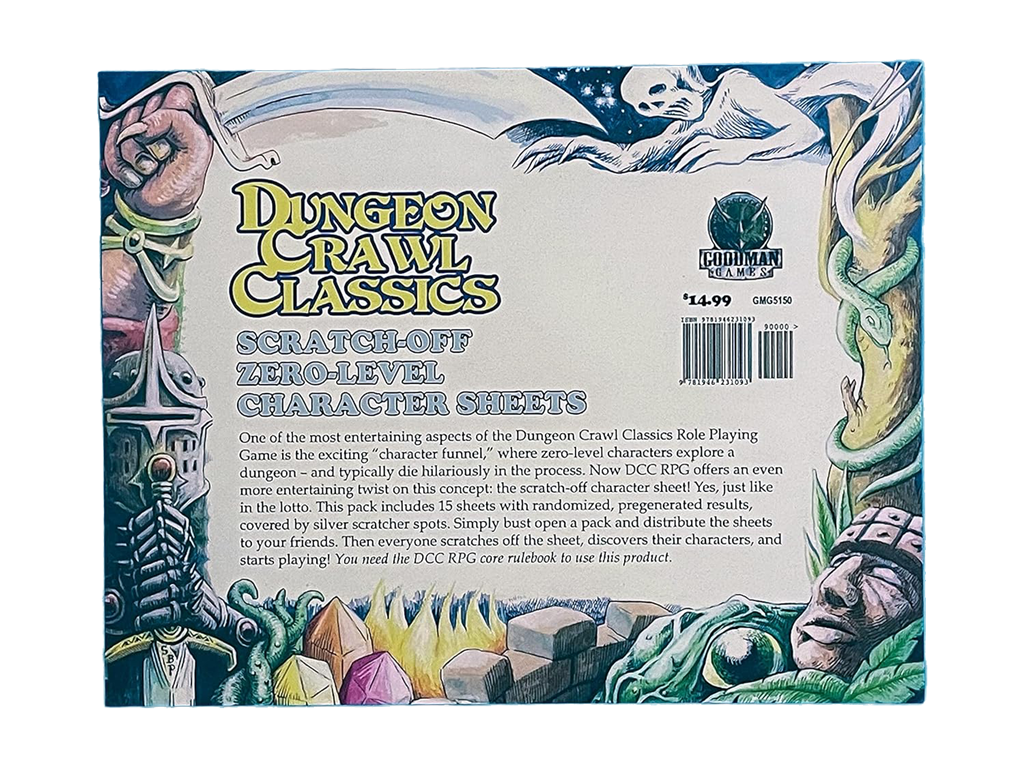 DUNGEON
CRAWL
CLASSICS
SCRATCH-OFF
ZERO-LEVEL
CHARACTER SHEETS
One of the most entertaining aspects of the Dungeon Crawl Classics Role Playing
Game is the exciting “character funnel,” where zero-level characters explore a
dungeon – and typically die hilariously in the process. Now DCC RPG offers an even
more entertaining twist on this concept: the scratch-off character sheet! Yes, just like
in the lotto. This pack includes 15 sheets with randomized, pregenerated results,
covered by silver scratcher spots. Simply bust open a pack and distribute the sheets
to your friends. Then everyone scratches off the sheet, discovers their characters, and
starts playing! You need the DCC RPG core rulebook to use this product.
GOODMAN
GAMES
$14.99 GMG5150
ISBN 9781946231093
90000 >
9 781946 231093
SBP